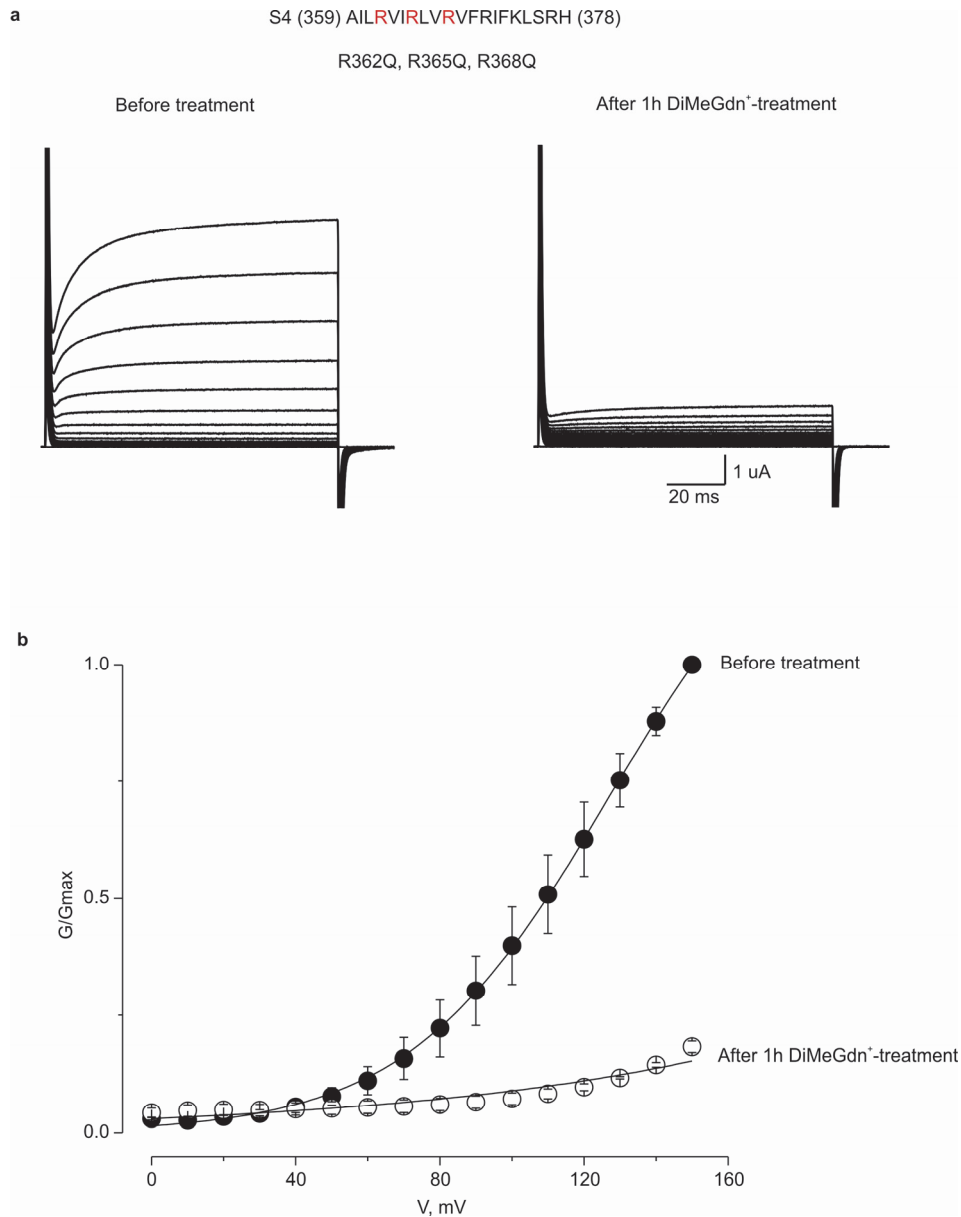 a
S4 (359) AILRVIRLVRVFRIFKLSRH (378)
R362Q, R365Q, R368Q
Before treatment
After 1h DiMeGdn⁺-treatment
1 uA
20 ms
b
1.0
Before treatment
0.5
G/Gmax
After 1h DiMeGdn⁺-treatment
0.0
0 40 80 120 160
V, mV